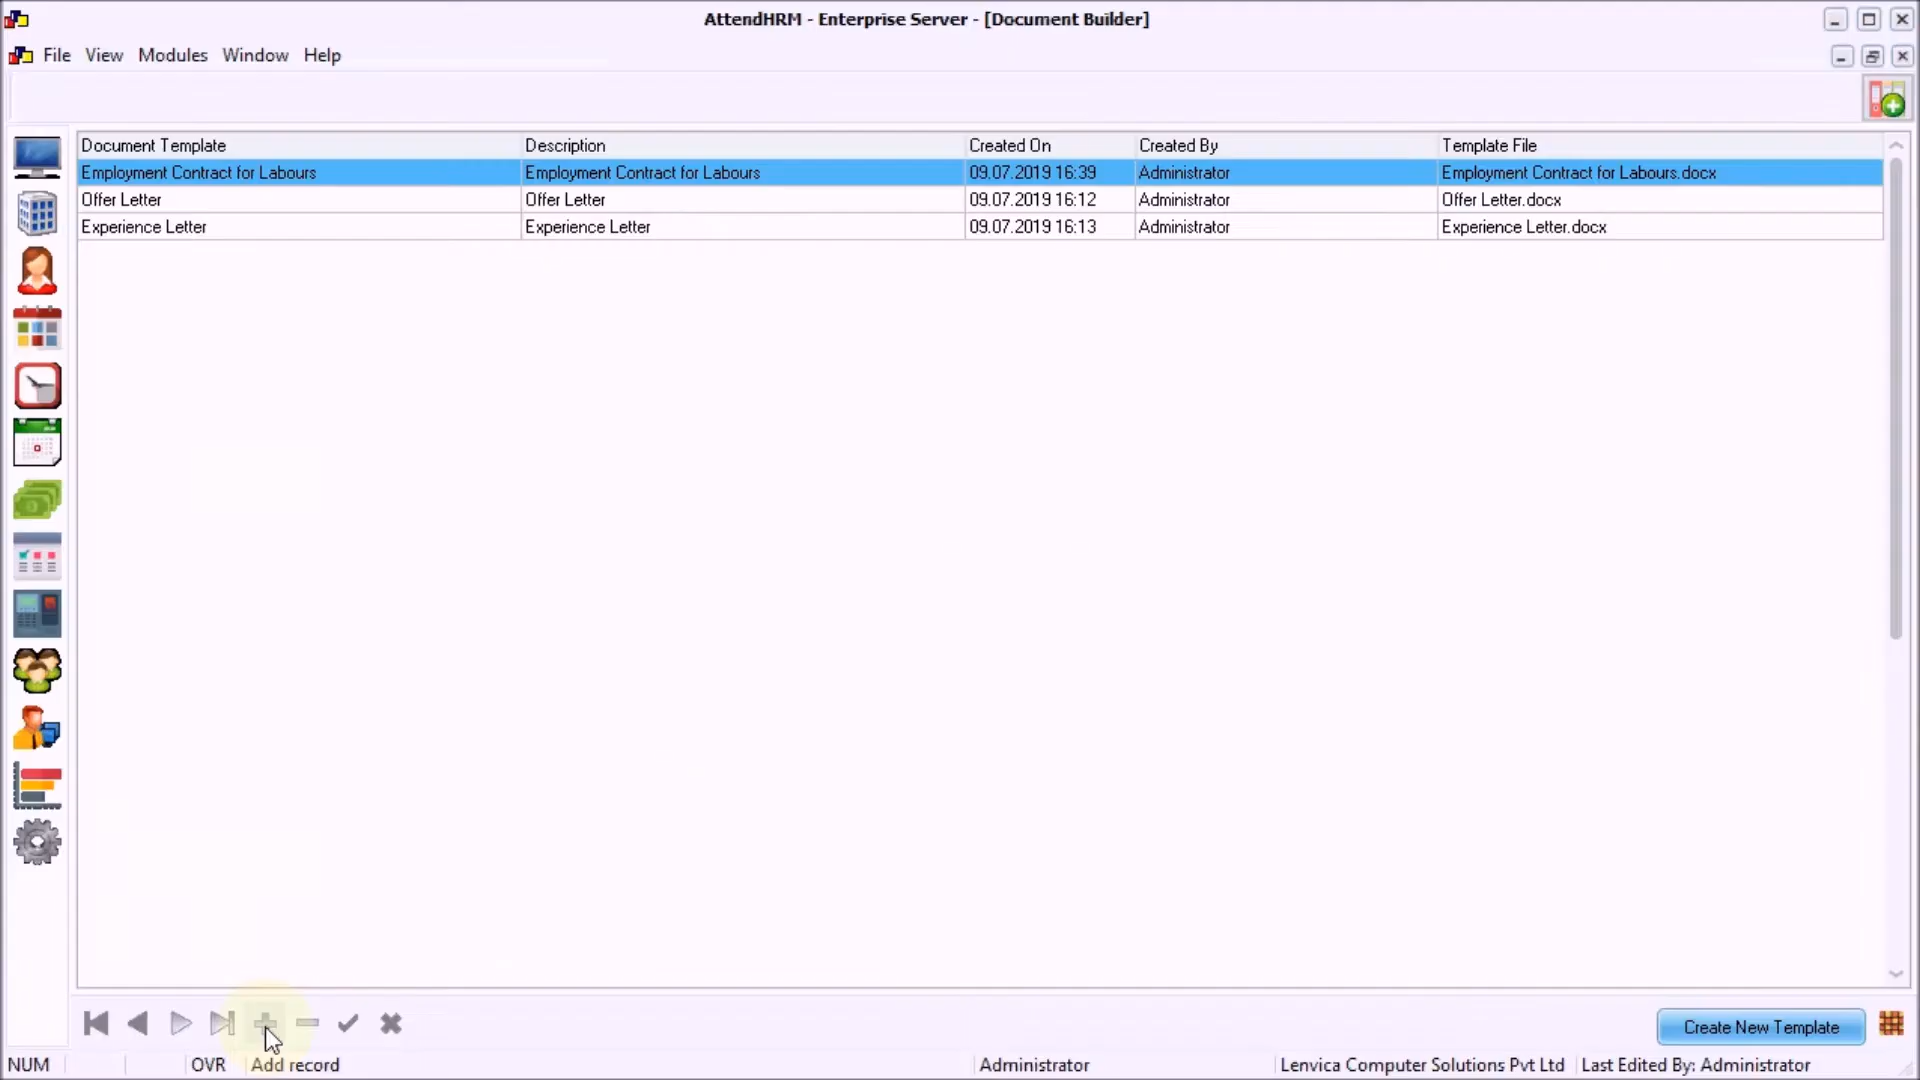 AttendHRM - Enterprise Server - [Document Builder]
File View Modules Window Help
Document Template Description Created On Created By Template File
Employment Contract for Labours Employment Contract for Labours 09.07.2019 16:39 Administrator Employment Contract for Labours.docx
Offer Letter Offer Letter 09.07.2019 16:12 Administrator Offer Letter.docx
Experience Letter Experience Letter 09.07.2019 16:13 Administrator Experience Letter.docx
Create New Template
NUM OVR Add record Administrator Lenvica Computer Solutions Pvt Ltd Last Edited By: Administrator